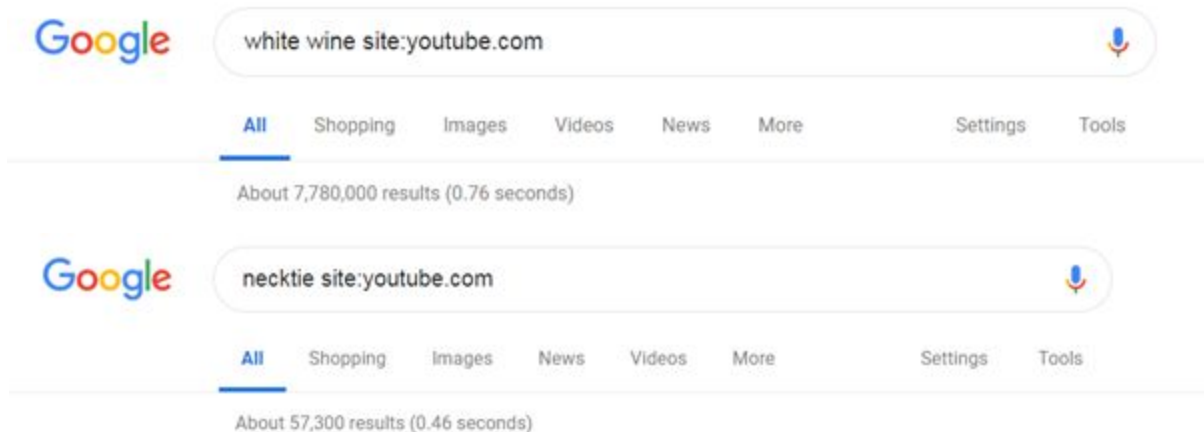 Google white wine site:youtube.com
All Shopping Images Videos News More Settings Tools
About 7,780,000 results (0.76 seconds)
Google necktie site:youtube.com
All Shopping Images News Videos More Settings Tools
About 57,300 results (0.46 seconds)